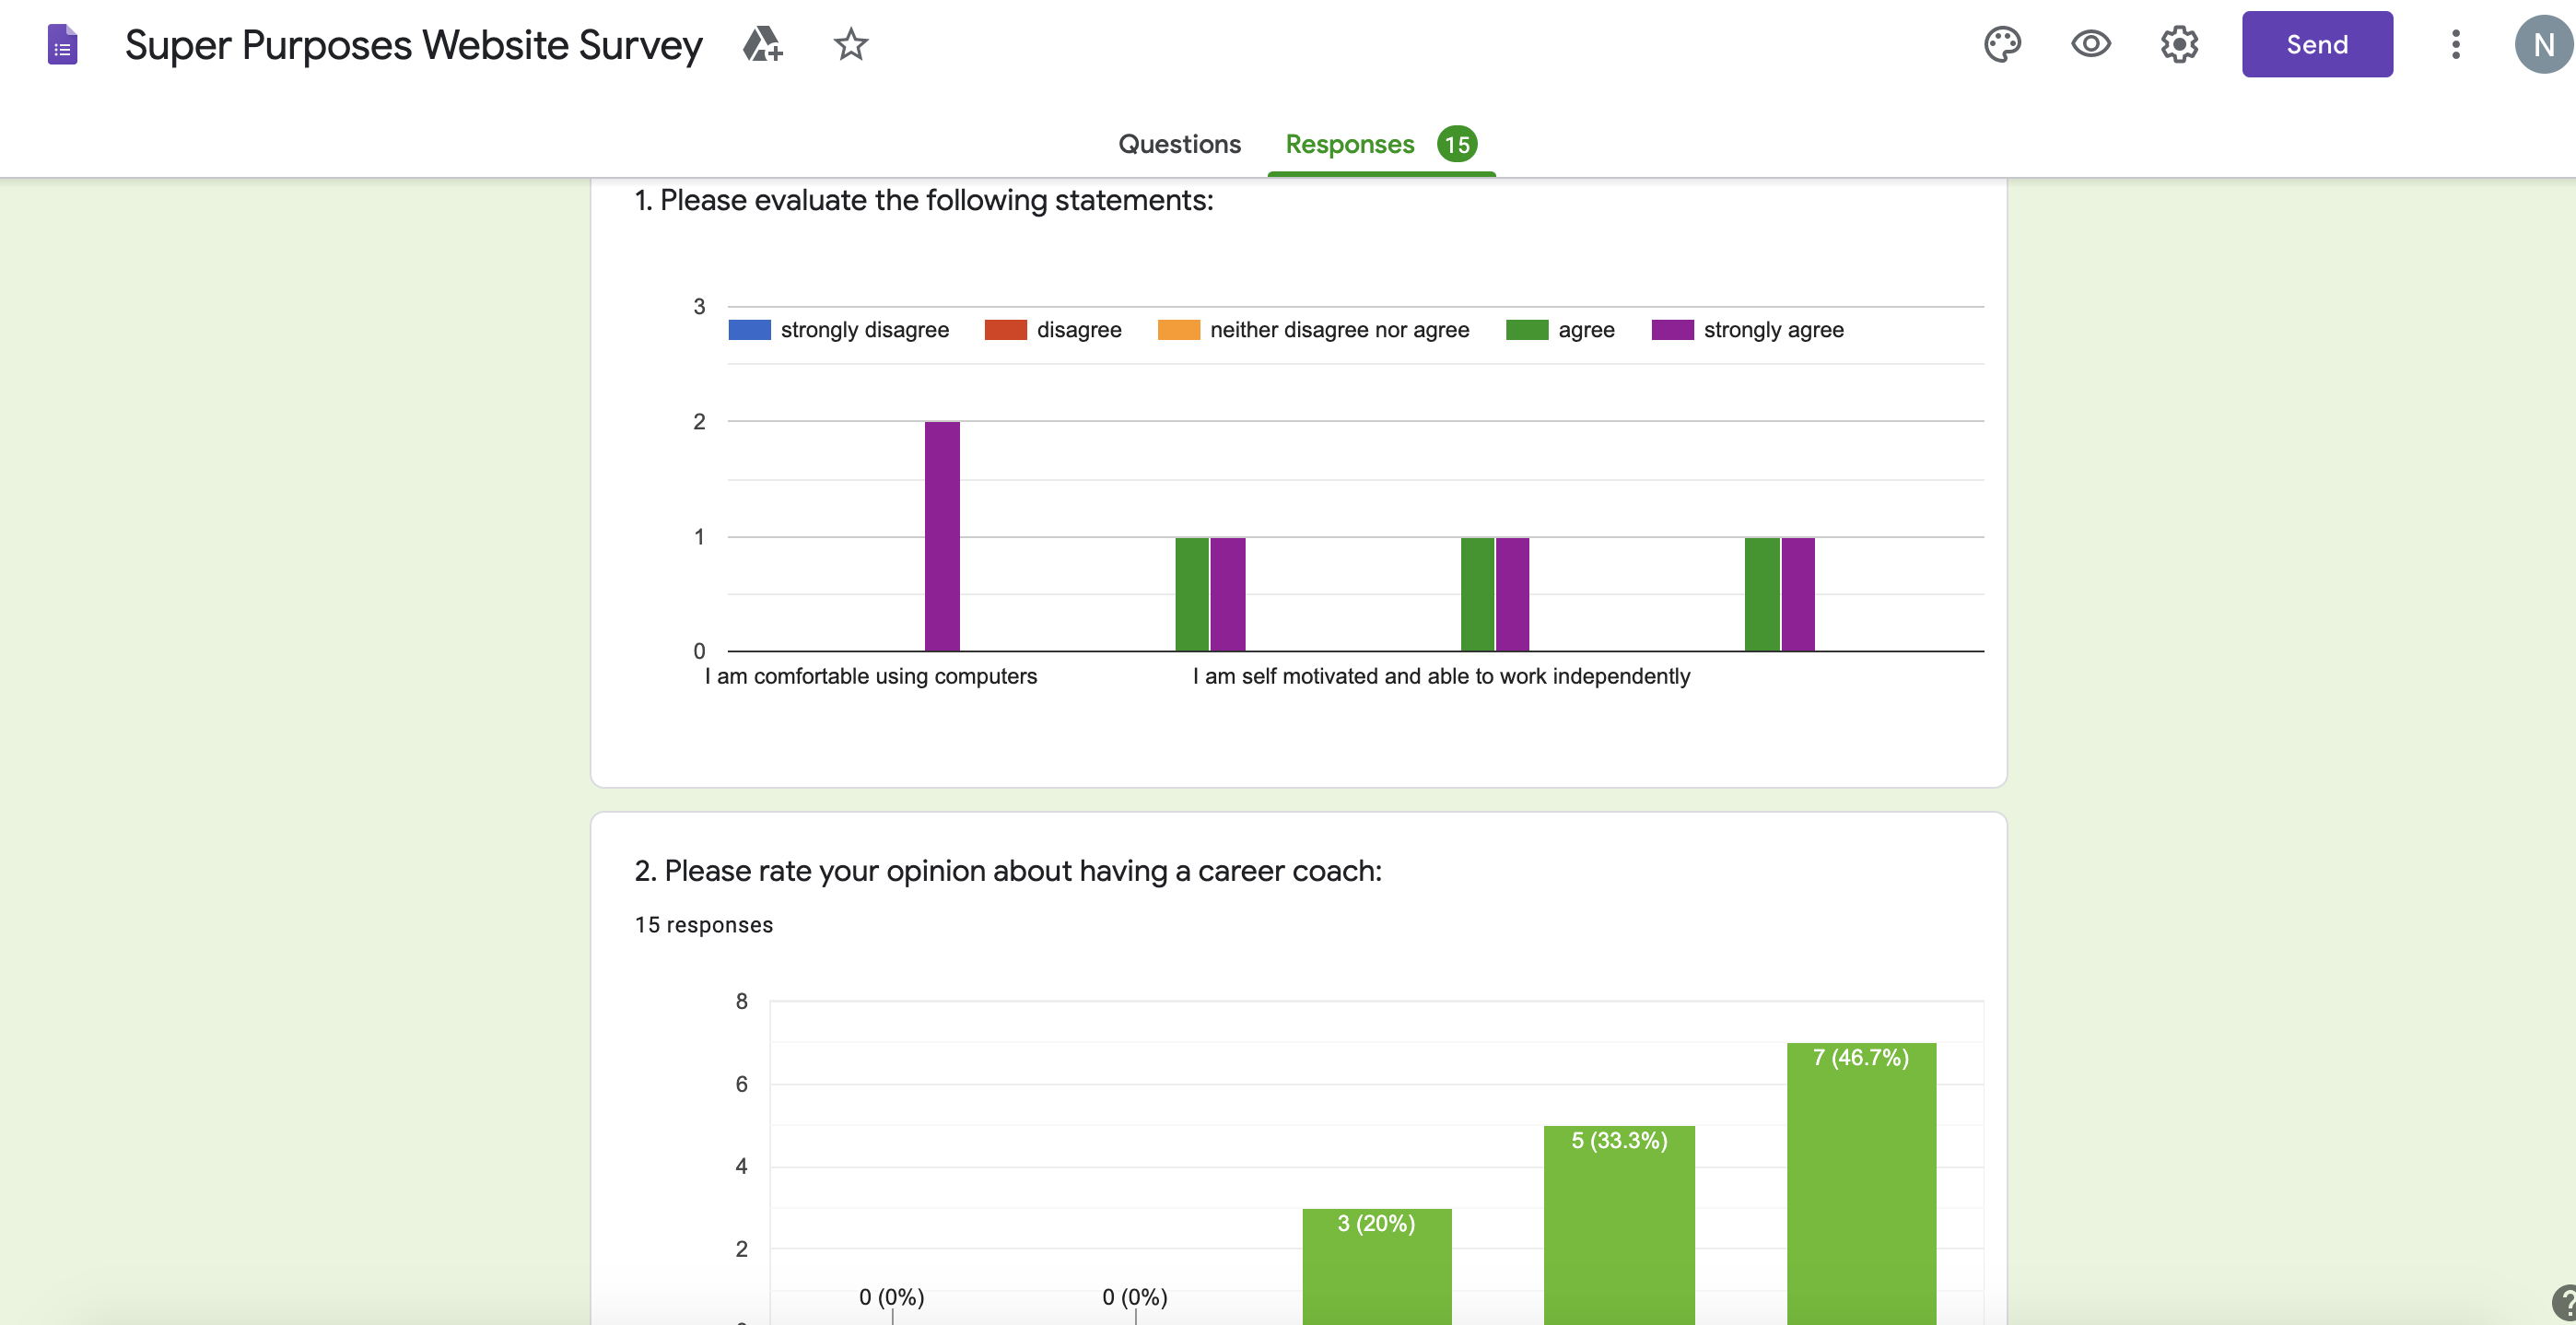 Super Purposes Website Survey
Send
N
Questions
Responses 15
1. Please evaluate the following statements:
3
strongly disagree disagree neither disagree nor agree agree strongly agree
2
1
0
I am comfortable using computers I am self motivated and able to work independently
2. Please rate your opinion about having a career coach:
15 responses
8
7 (46.7%)
6
5 (33.3%)
4
3 (20%)
2
0 (0%) 0 (0%)
?